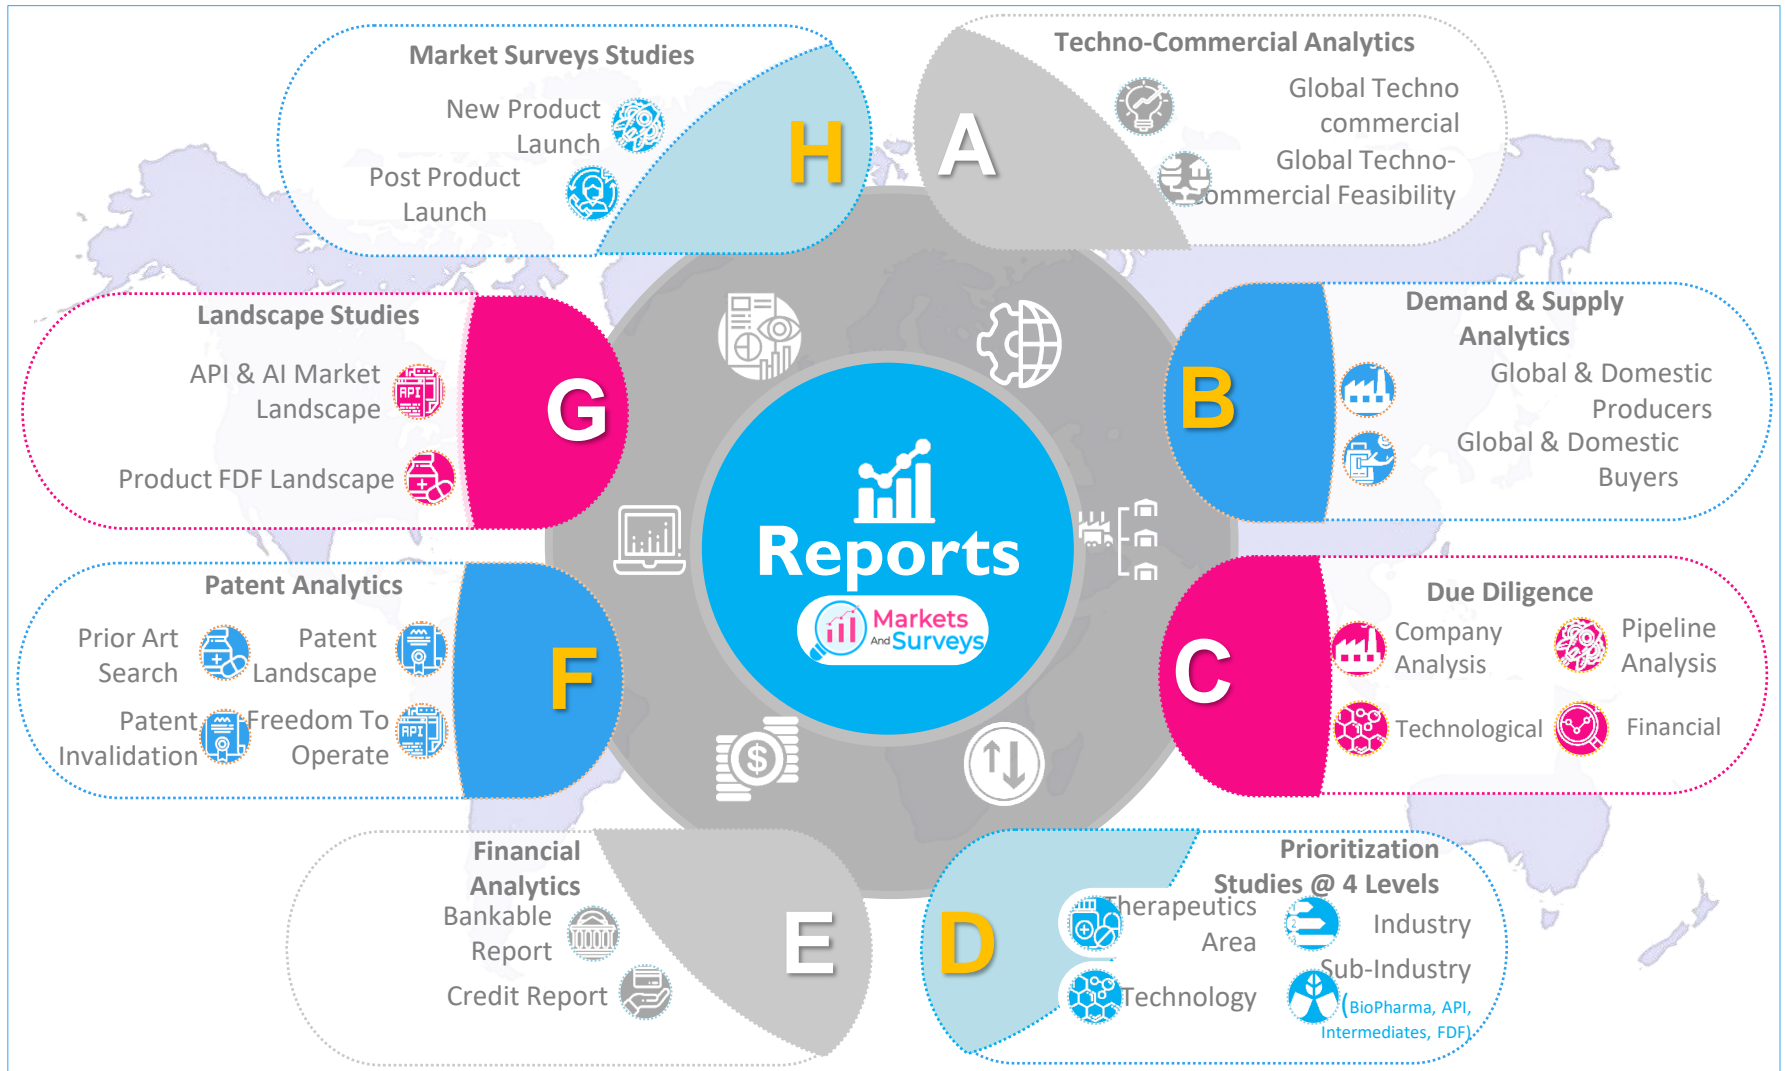 Market Surveys Studies
New Product
Launch
Post Product
Launch
H
A
Techno-Commercial Analytics
Global Techno
commercial
Global Techno-
Commercial Feasibility
Landscape Studies
API & AI Market
Landscape
API
Product FDF Landscape
G
B
Demand & Supply
Analytics
Global & Domestic
Producers
Global & Domestic
Buyers
Reports
Markets
And Surveys
Patent Analytics
Prior Art
Search
Patent
Landscape
Patent
Invalidation
Freedom To
Operate
API
F
C
Due Diligence
Company
Analysis
Pipeline
Analysis
Technological
Financial
$
Financial
Analytics
Bankable
Report
Credit Report
E
D
Prioritization
Studies @ 4 Levels
Therapeutics
Area
Industry
Technology
Sub-Industry
(BioPharma, API,
Intermediates, FDF)